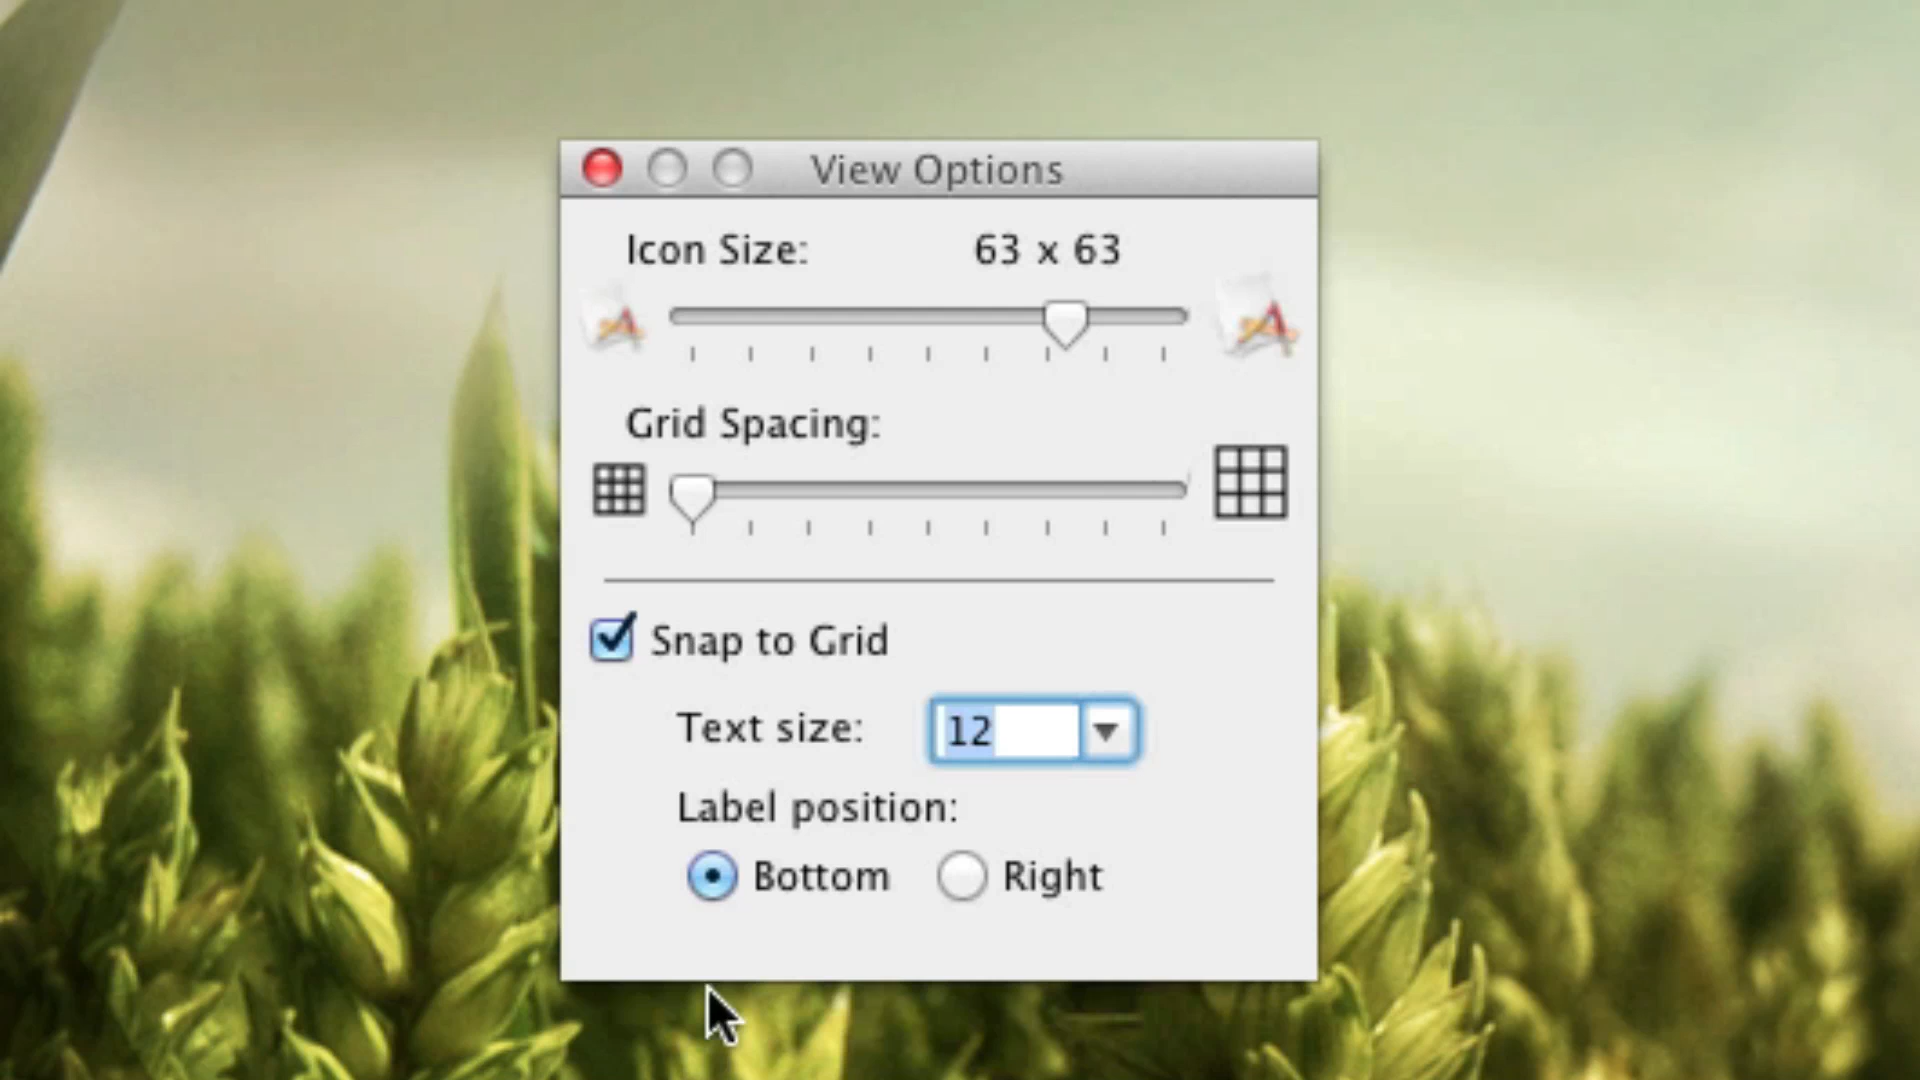 View Options
Icon Size: 63 x 63
Grid Spacing:
Snap to Grid
Text size: 12
Label position:
Bottom Right